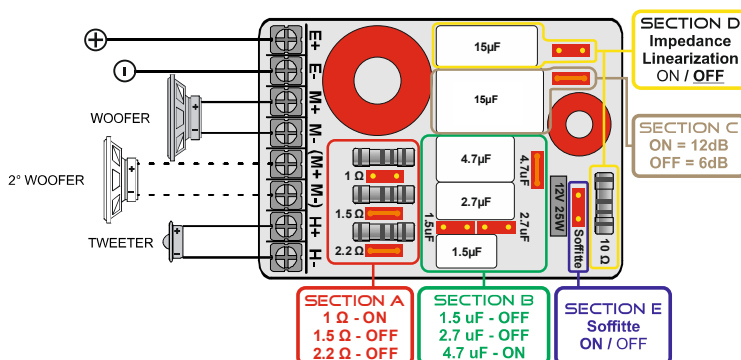 E+
E-
M+
M-
(M+
M-)
H+
H-
WOOFER
2° WOOFER
TWEETER
15µF
15µF
4.7µF
2.7µF
1.5µF
4.7uF
1.5uF
2.7uF
1 Ω
1.5 Ω
2.2 Ω
12V 25W
Soffitte
10 Ω
SECTION D
Impedance
Linearization
ON / OFF
SECTION C
ON = 12dB
OFF = 6dB
SECTION A
1 Ω - ON
1.5 Ω - OFF
2.2 Ω - OFF
SECTION B
1.5 uF - OFF
2.7 uF - OFF
4.7 uF - ON
SECTION E
Soffitte
ON / OFF